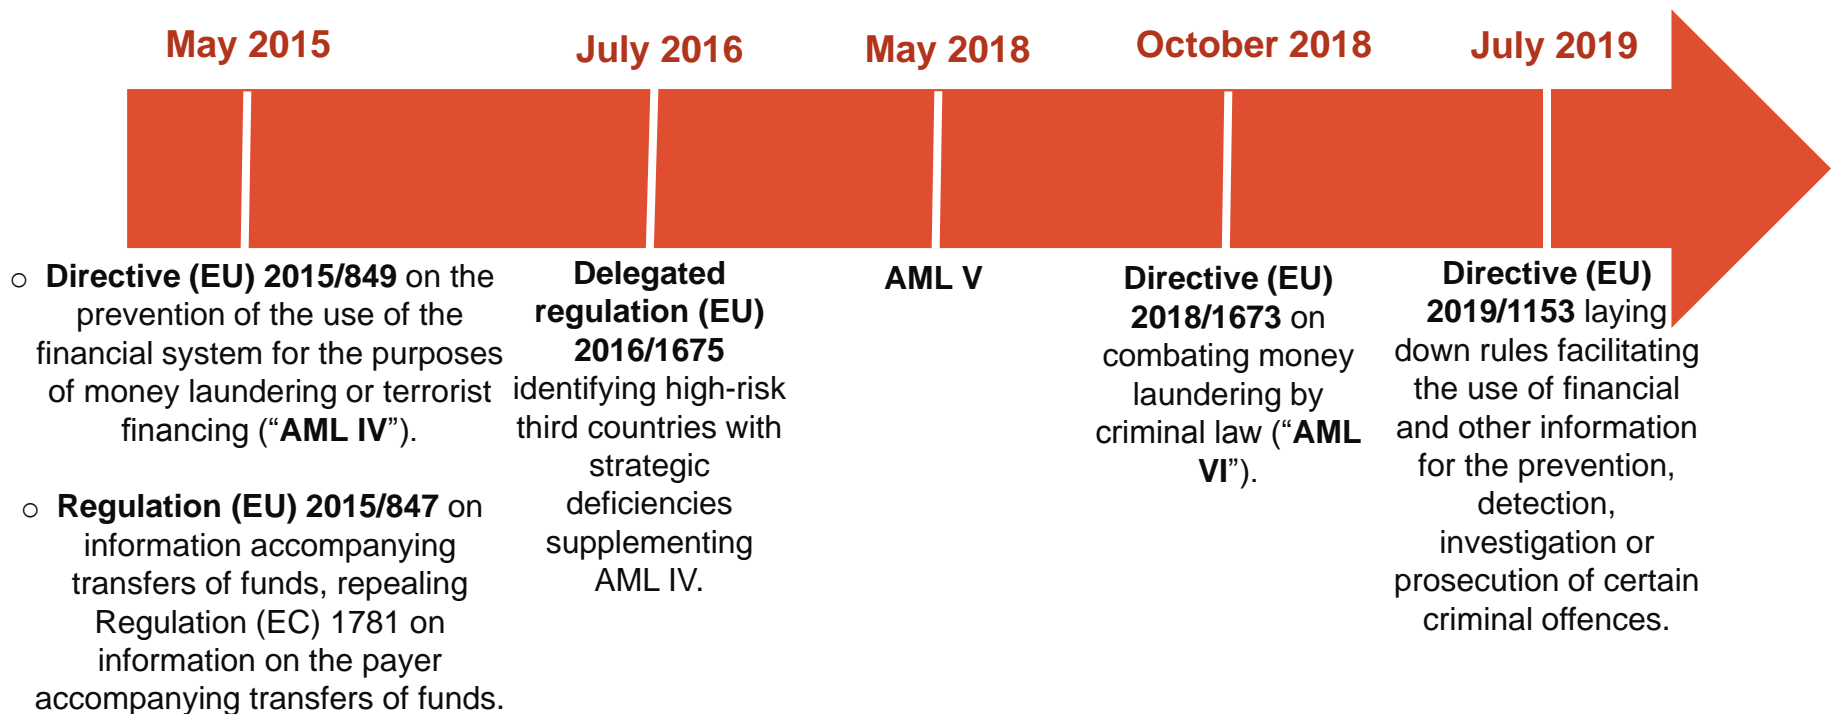 May 2015
July 2016
May 2018
October 2018
July 2019
○ Directive (EU) 2015/849 on the
prevention of the use of the
financial system for the purposes
of money laundering or terrorist
financing (“AML IV”).
○ Regulation (EU) 2015/847 on
information accompanying
transfers of funds, repealing
Regulation (EC) 1781 on
information on the payer
accompanying transfers of funds.
Delegated
regulation (EU)
2016/1675
identifying high-risk
third countries with
strategic
deficiencies
supplementing
AML IV.
AML V
Directive (EU)
2018/1673 on
combating money
laundering by
criminal law (“AML
VI”).
Directive (EU)
2019/1153 laying
down rules facilitating
the use of financial
and other information
for the prevention,
detection,
investigation or
prosecution of certain
criminal offences.